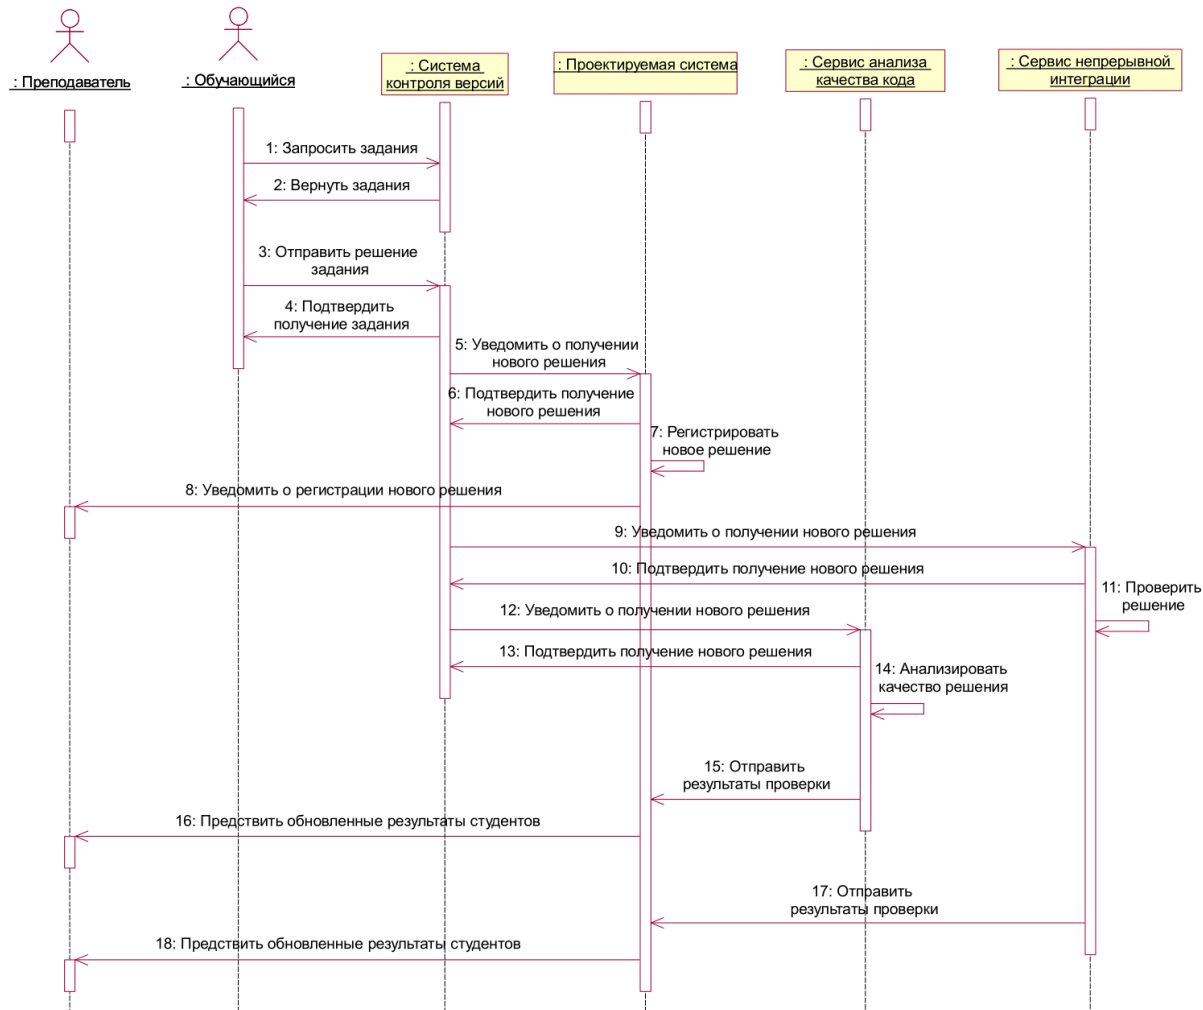 : Преподаватель
: Обучающийся
: Система
контроля версий
: Проектируемая система
: Сервис анализа
качества кода
: Сервис непрерывной
интеграции
1: Запросить задания
2: Вернуть задания
3: Отправить решение
задания
4: Подтвердить
получение задания
5: Уведомить о получении
нового решения
6: Подтвердить получение
нового решения
7: Регистрировать
новое решение
8: Уведомить о регистрации нового решения
9: Уведомить о получении нового решения
10: Подтвердить получение нового решения
11: Проверить
решение
12: Уведомить о получении нового решения
13: Подтвердить получение нового решения
14: Анализировать
качество решения
15: Отправить
результаты проверки
16: Предствить обновленные результаты студентов
17: Отправить
результаты проверки
18: Предствить обновленные результаты студентов